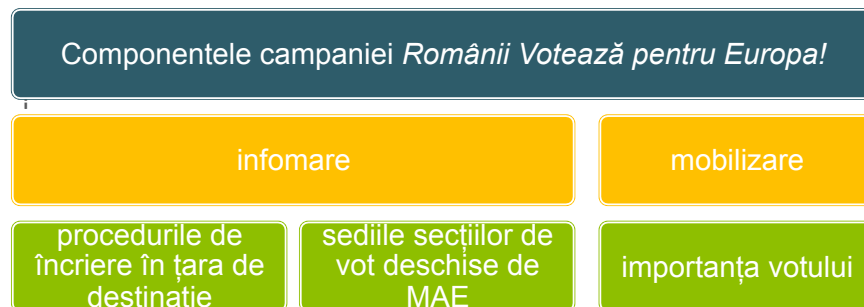 Componentele campaniei Românii Votează pentru Europa!
i
infomare
mobilizare
procedurile de
încriere în țara de
destinație
sediile secțiilor de
vot deschise de
MAE
importanța votului